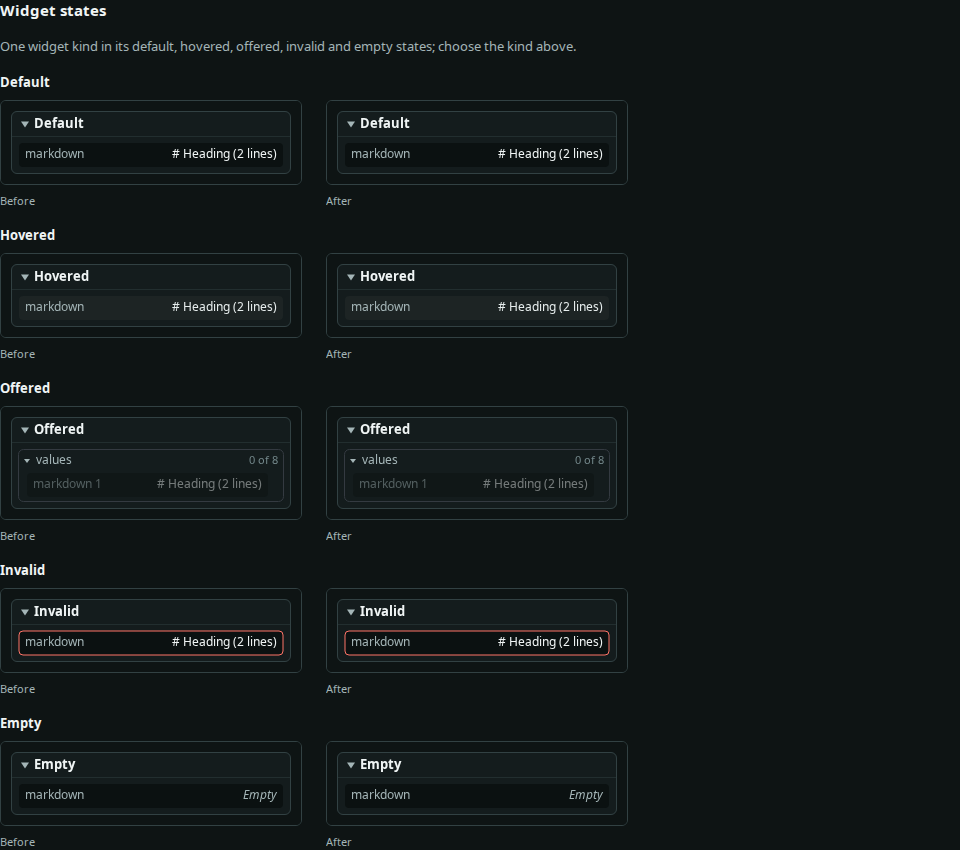 Widget states
One widget kind in its default, hovered, offered, invalid and empty states; choose the kind above.
Default
Default
markdown # Heading (2 lines)
Default
markdown # Heading (2 lines)
Before
After
Hovered
Hovered
markdown # Heading (2 lines)
Hovered
markdown # Heading (2 lines)
Before
After
Offered
Offered
values 0 of 8
markdown 1 # Heading (2 lines)
Offered
values 0 of 8
markdown 1 # Heading (2 lines)
Before
After
Invalid
Invalid
markdown # Heading (2 lines)
Invalid
markdown # Heading (2 lines)
Before
After
Empty
Empty
markdown Empty
Empty
markdown Empty
Before
After